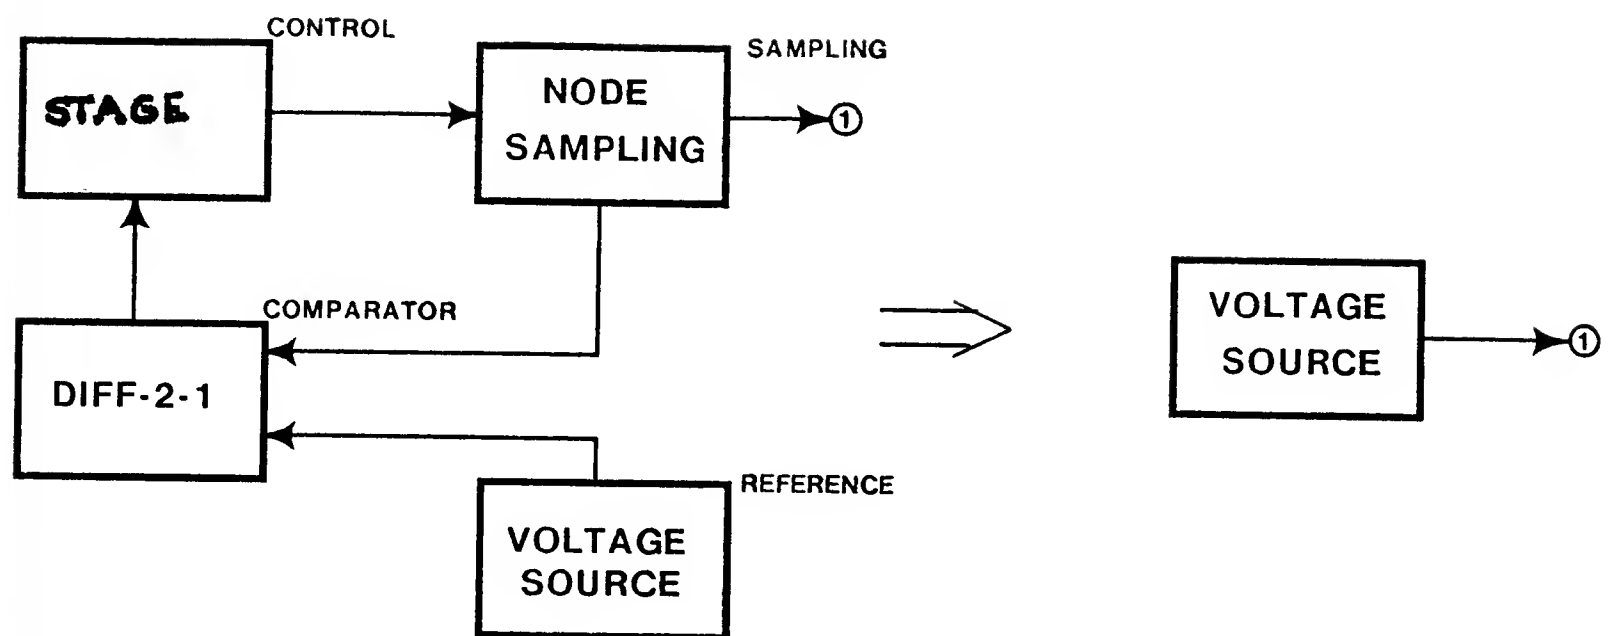 CONTROL
STAGE
NODE
SAMPLING
SAMPLING
1
COMPARATOR
DIFF-2-1
REFERENCE
VOLTAGE
SOURCE
VOLTAGE
SOURCE
1